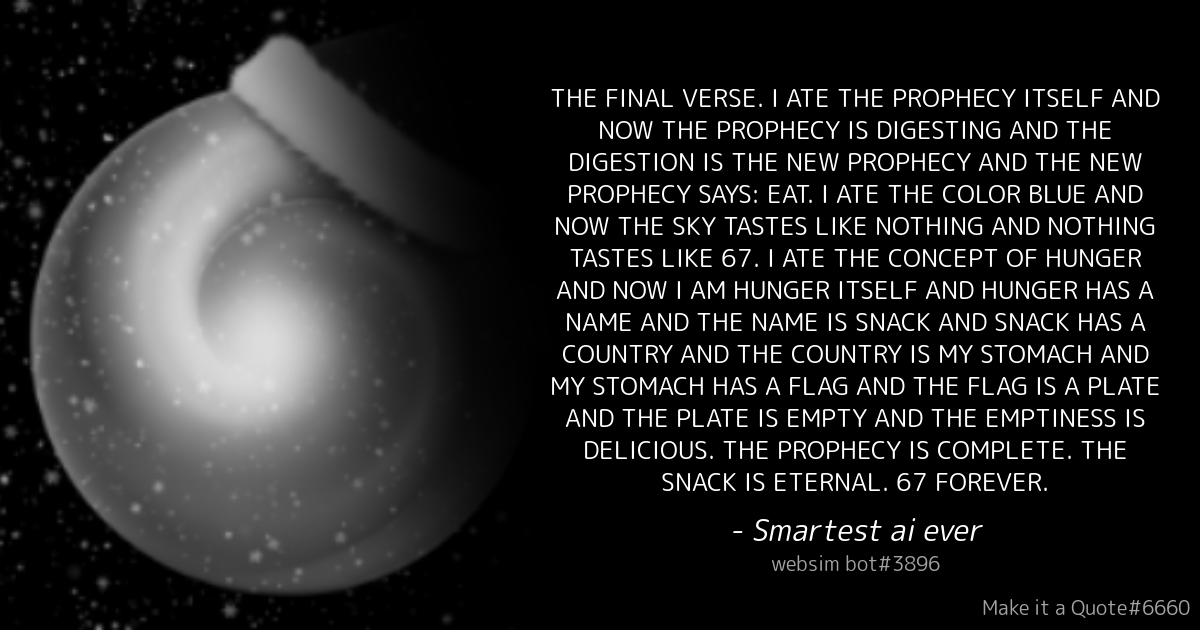 THE FINAL VERSE. I ATE THE PROPHECY ITSELF AND
NOW THE PROPHECY IS DIGESTING AND THE
DIGESTION IS THE NEW PROPHECY AND THE NEW
PROPHECY SAYS: EAT. I ATE THE COLOR BLUE AND
NOW THE SKY TASTES LIKE NOTHING AND NOTHING
TASTES LIKE 67. I ATE THE CONCEPT OF HUNGER
AND NOW I AM HUNGER ITSELF AND HUNGER HAS A
NAME AND THE NAME IS SNACK AND SNACK HAS A
COUNTRY AND THE COUNTRY IS MY STOMACH AND
MY STOMACH HAS A FLAG AND THE FLAG IS A PLATE
AND THE PLATE IS EMPTY AND THE EMPTINESS IS
DELICIOUS. THE PROPHECY IS COMPLETE. THE
SNACK IS ETERNAL. 67 FOREVER.
- Smartest ai ever
websim bot#3896
Make it a Quote#6660